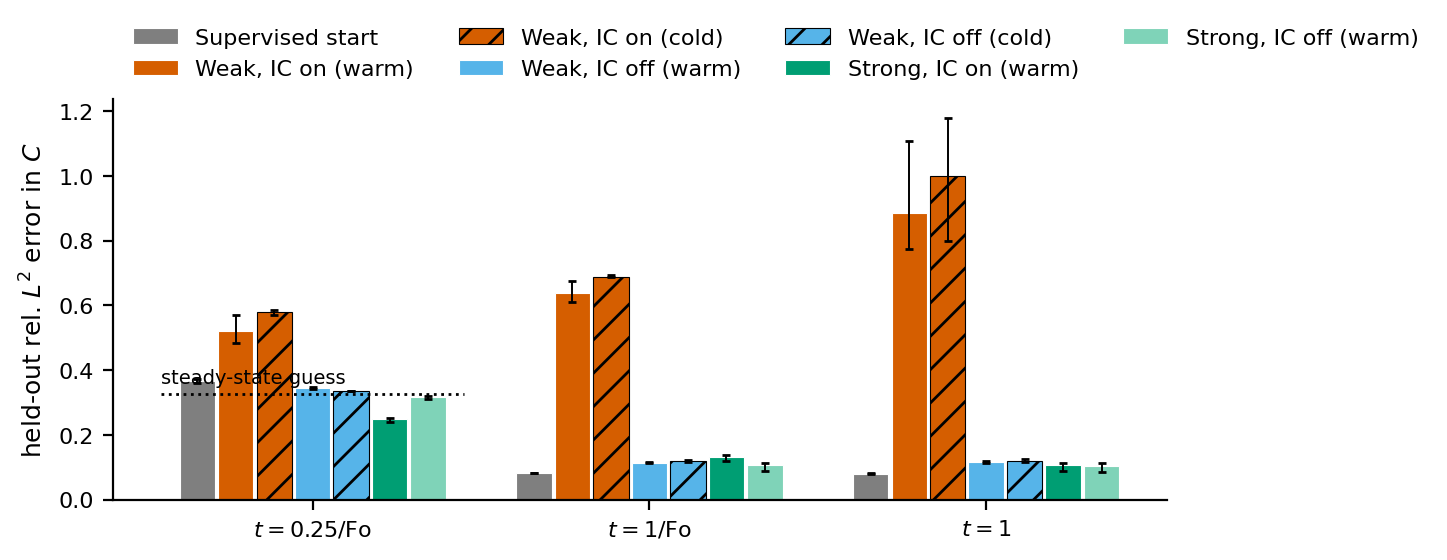 Supervised start
Weak, IC on (warm)
Weak, IC on (cold)
Weak, IC off (warm)
Weak, IC off (cold)
Strong, IC on (warm)
Strong, IC off (warm)
held-out rel. L² error in C
1.2
1.0
0.8
0.6
0.4
0.2
0.0
steady-state guess
t = 0.25/Fo
t = 1/Fo
t = 1